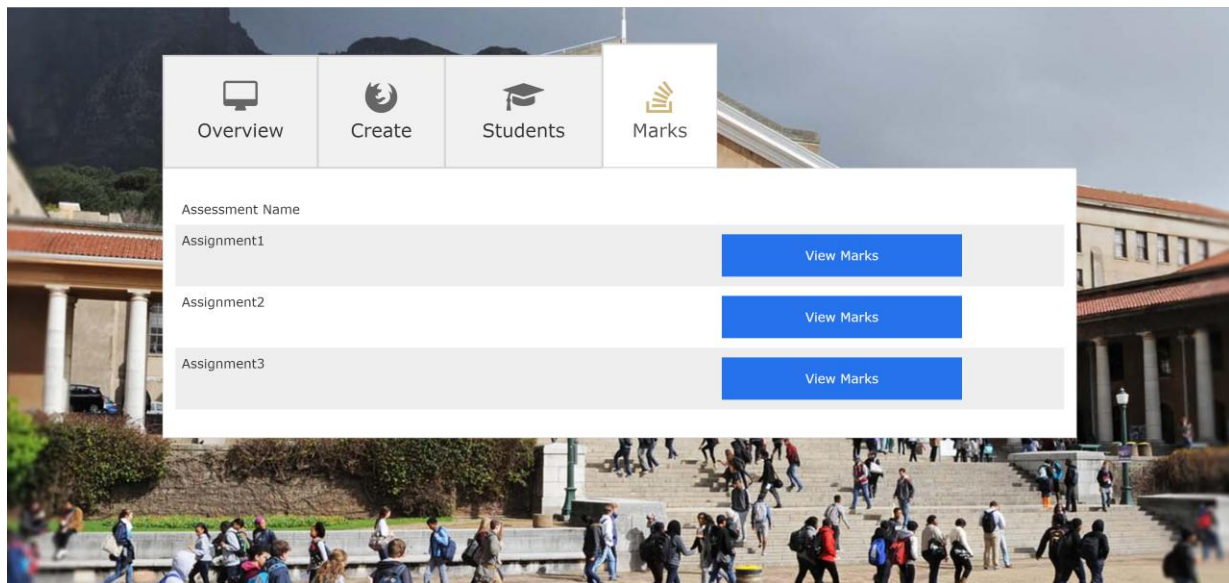 Overview Create Students Marks
Assessment Name
Assignment1 View Marks
Assignment2 View Marks
Assignment3 View Marks